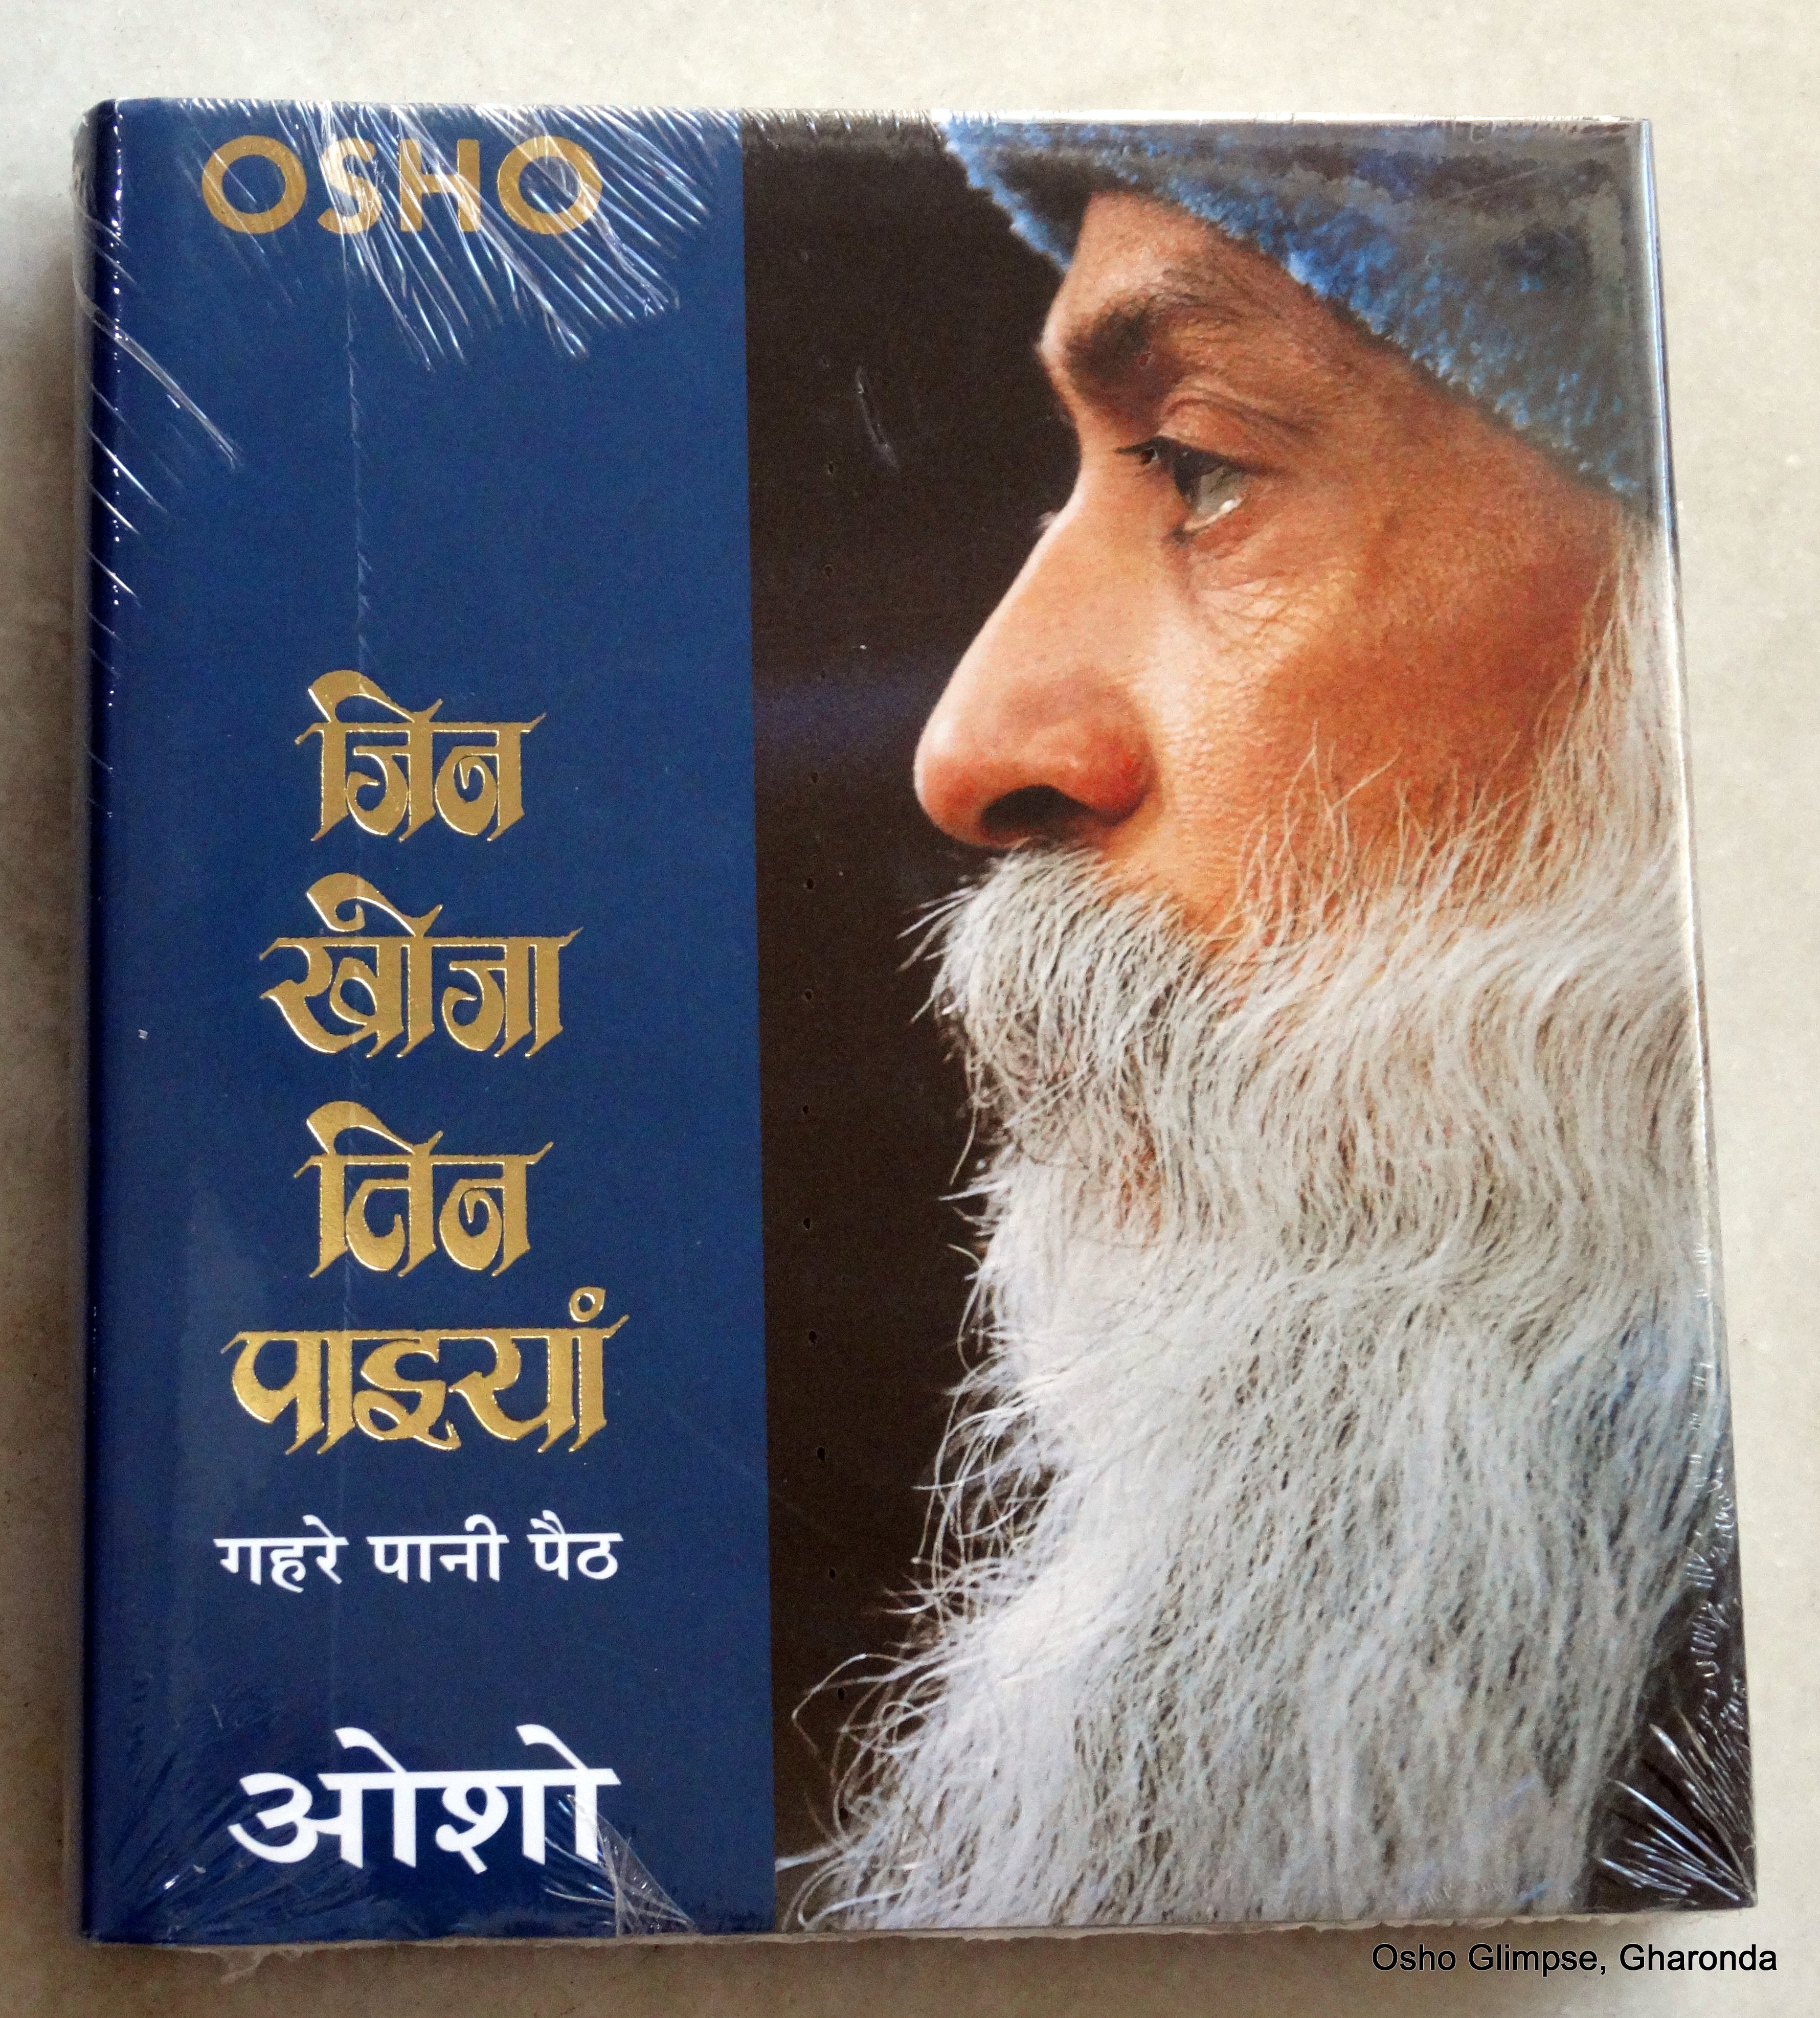 OSHO
जिन
खोजा
तिन
पाइयां
गहरे पानी पैठ
ओशो
Osho Glimpse, Gharonda